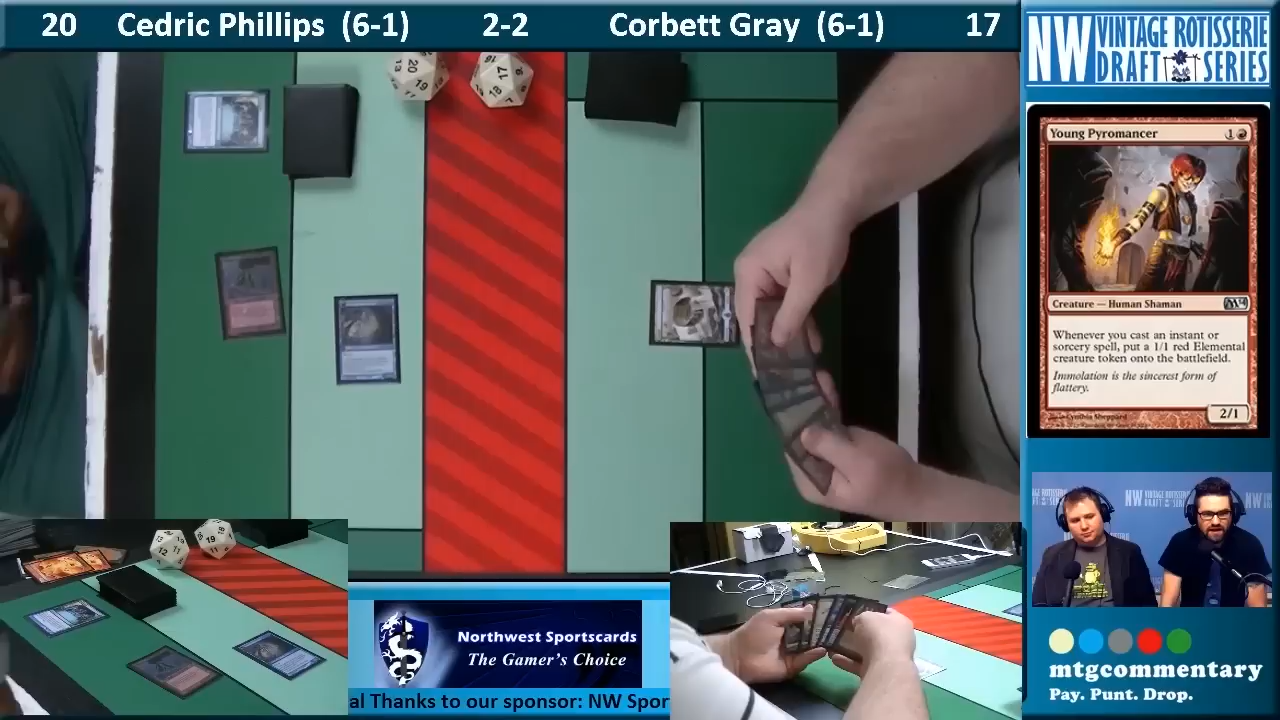 20 Cedric Phillips (6-1) 2-2 Corbett Gray (6-1) 17
NW VINTAGE ROTISSERIE
DRAFT SERIES
Young Pyromancer 1
Creature — Human Shaman
Whenever you cast an instant or
sorcery spell, put a 1/1 red Elemental
creature token onto the battlefield.
Immolation is the sincerest form of
flattery.
Cynthia Sheppard
2/1
mtgcommentary
Pay. Punt. Drop.
Northwest Sportscards
The Gamer's Choice
al Thanks to our sponsor: NW Spor